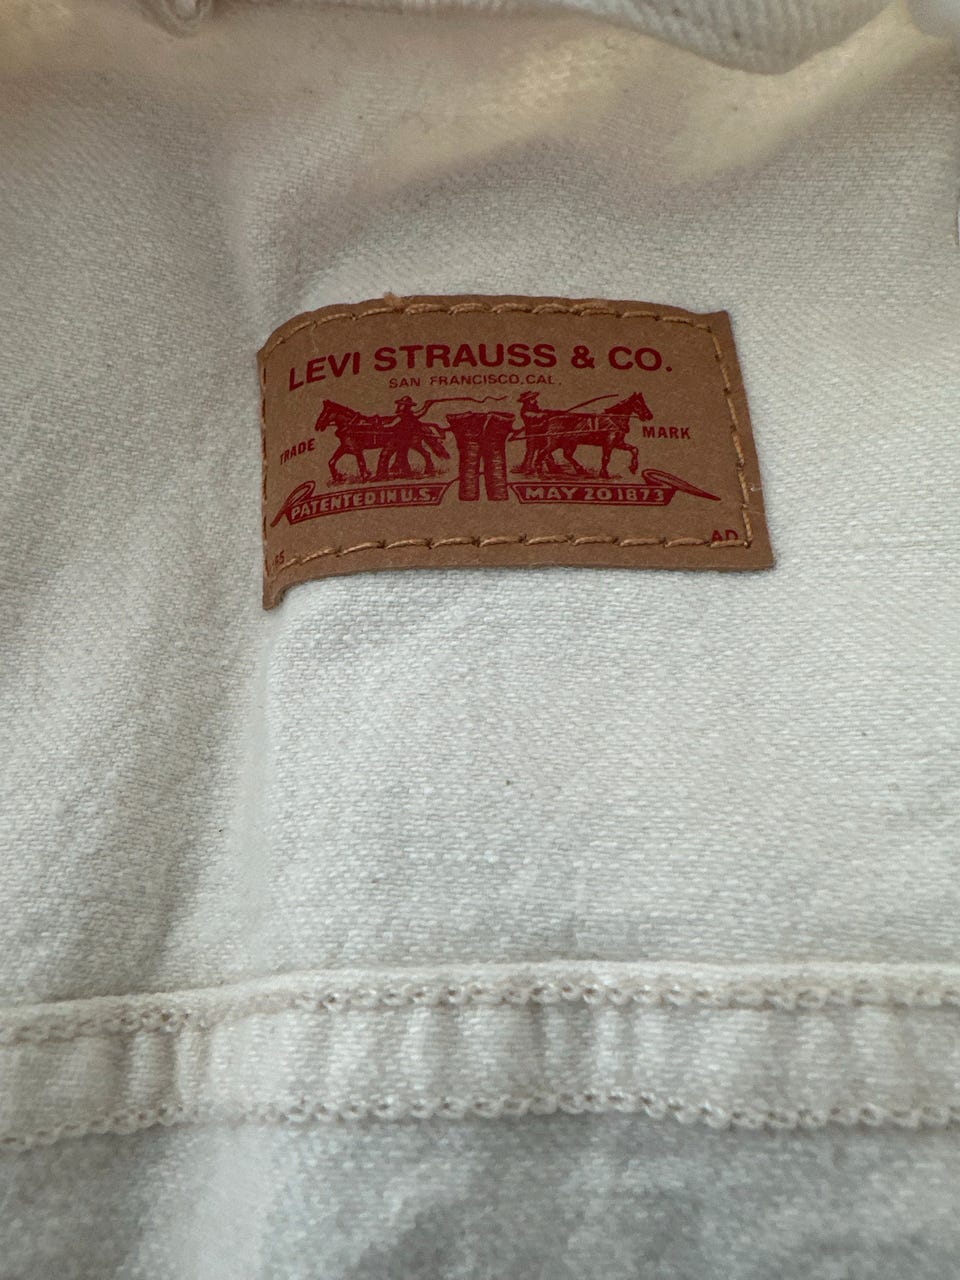 LEVI STRAUSS & CO.
SAN FRANCISCO, CAL.
TRADE MARK
PATENTED IN U.S. MAY 20 1873
AD